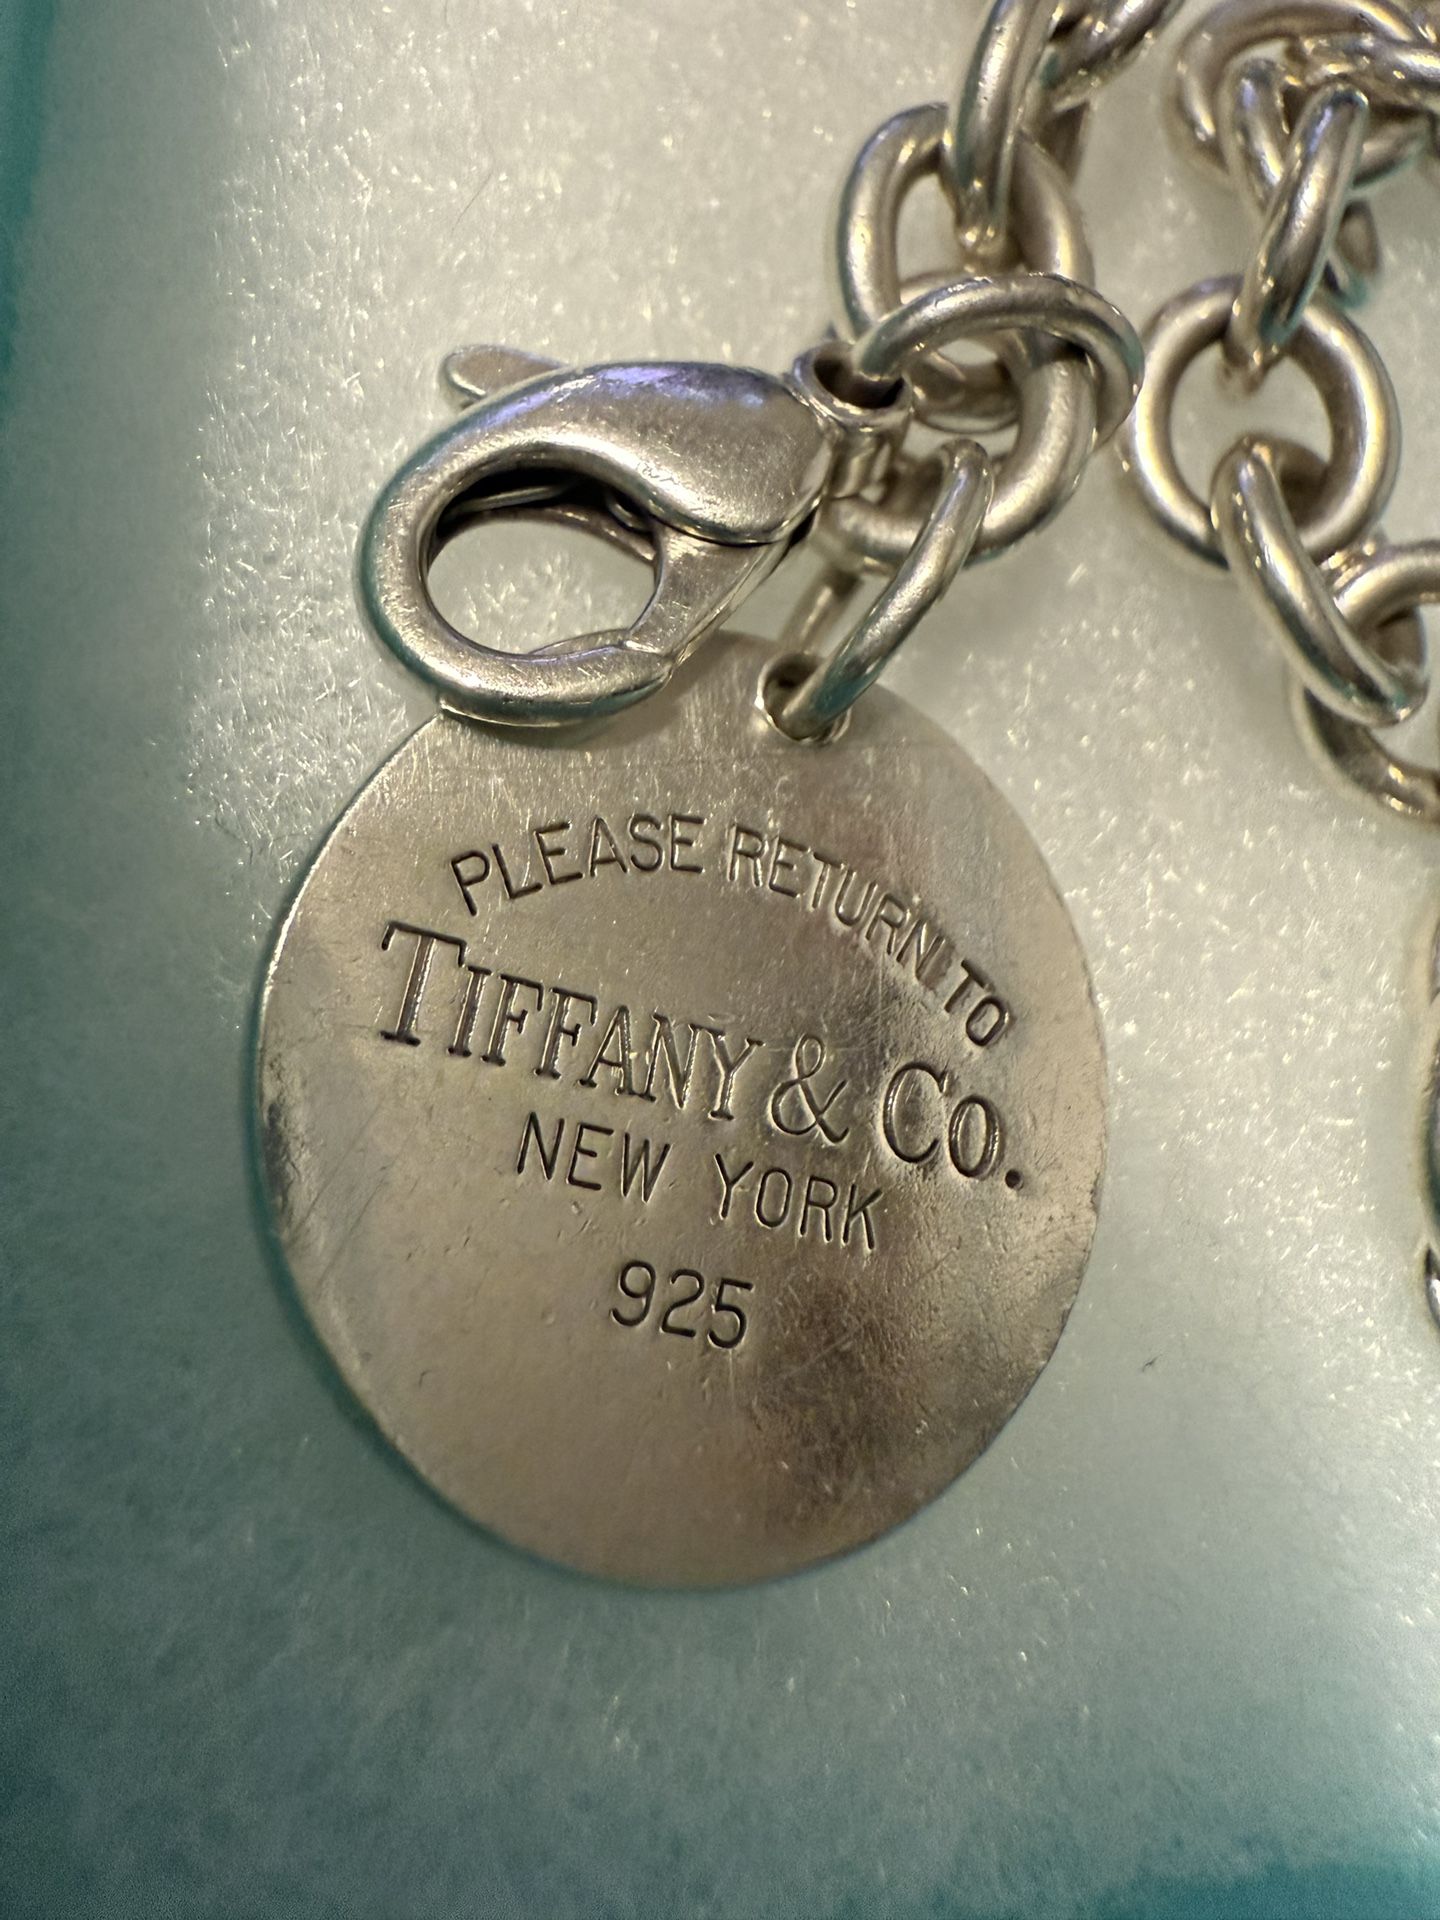 PLEASE RETURN TO
TIFFANY & CO.
NEW YORK
925